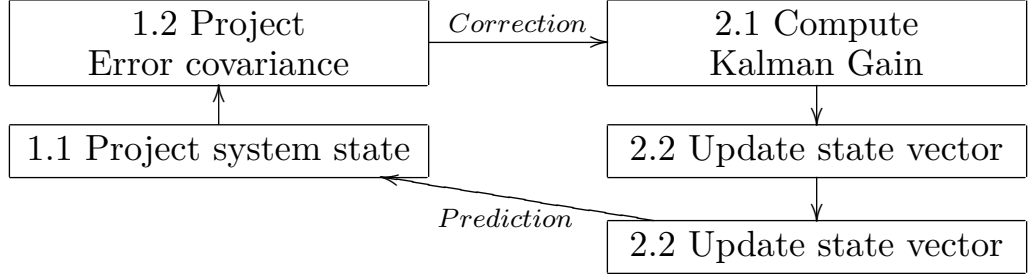 1.2 Project
Error covariance
Correction
2.1 Compute
Kalman Gain
1.1 Project system state
2.2 Update state vector
Prediction
2.2 Update state vector